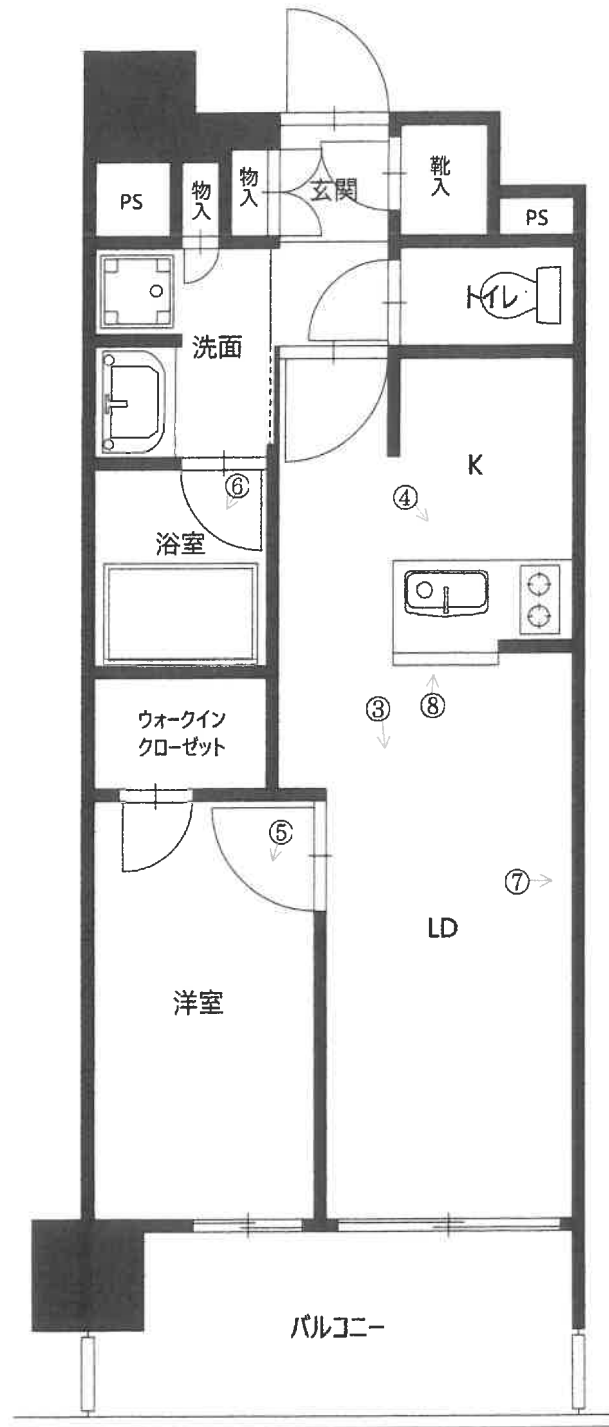 PS
物入
物入
玄関
靴入
PS
トイレ
洗面
K
⑥
④
浴室
ウォークイン
クローゼット
③
⑧
⑤
⑦
LD
洋室
バルコニー